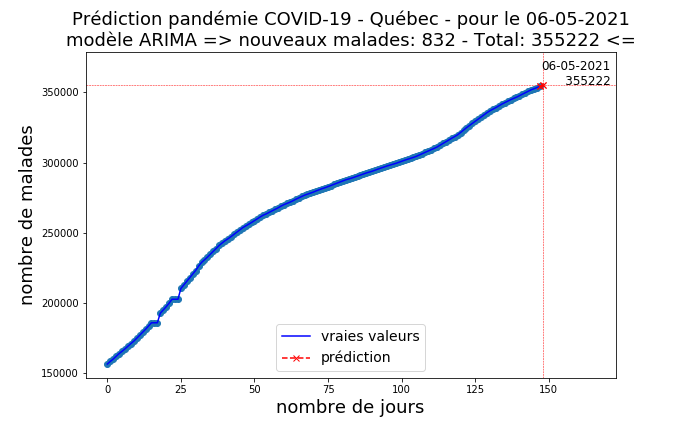 Prédiction pandémie COVID-19 - Québec - pour le 06-05-2021
modèle ARIMA => nouveaux malades: 832 - Total: 355222 <=
06-05-2021
355222
350000
300000
250000
200000
150000
nombre de malades
vraies valeurs
prédiction
0 25 50 75 100 125 150
nombre de jours